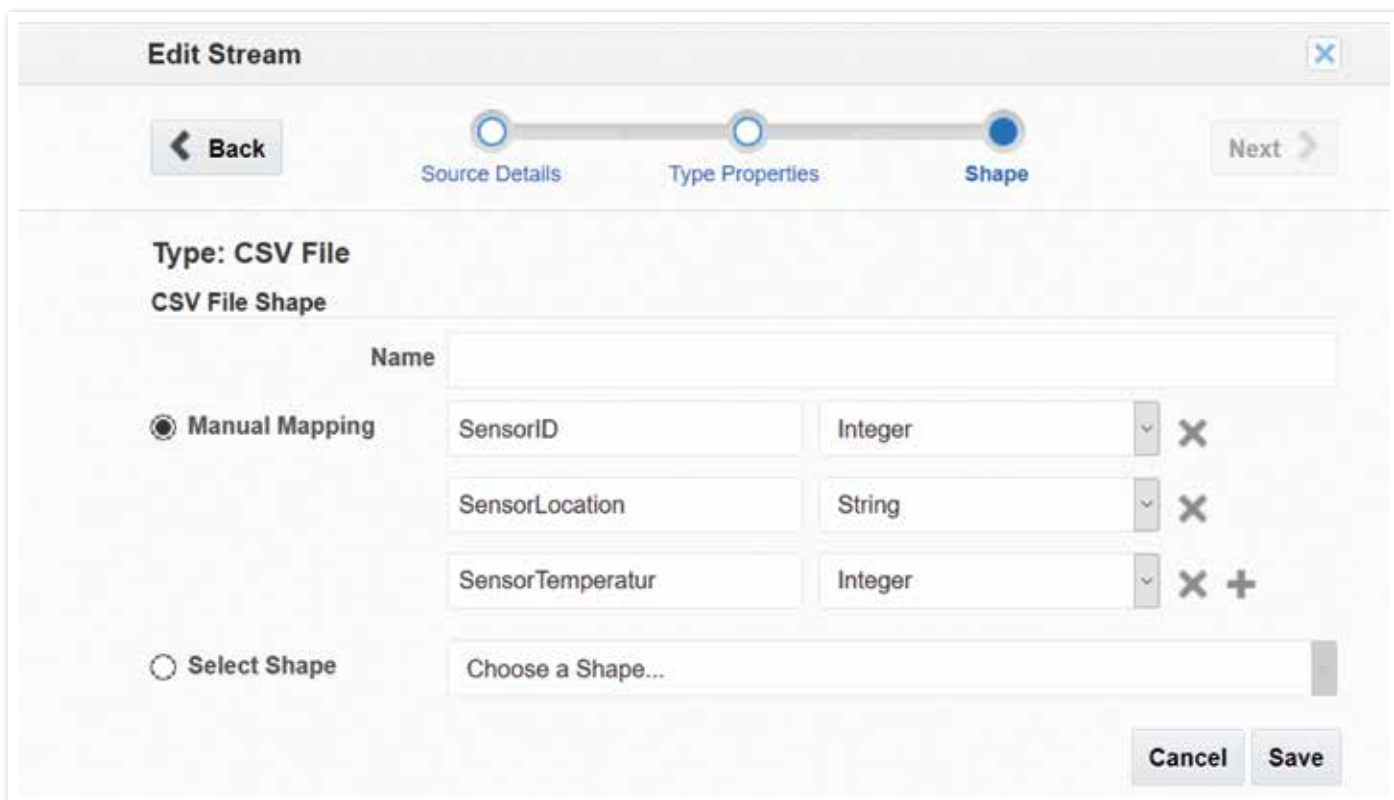 Edit Stream
Back
Next
Source Details Type Properties Shape
Type: CSV File
CSV File Shape
Name
Manual Mapping SensorID Integer
SensorLocation String
SensorTemperatur Integer
Select Shape Choose a Shape...
Cancel Save